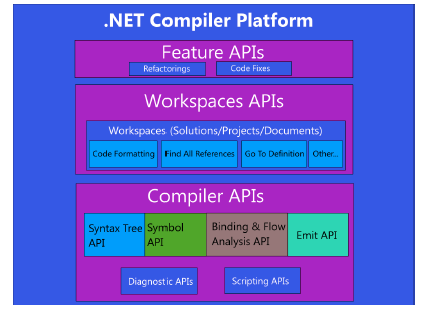 .NET Compiler Platform
Feature APIs
Refactorings Code Fixes
Workspaces APIs
Workspaces (Solutions/Projects/Documents)
Code Formatting Find All References Go To Definition Other...
Compiler APIs
Syntax Tree API
Symbol API
Binding & Flow Analysis API
Emit API
Diagnostic APIs Scripting APIs